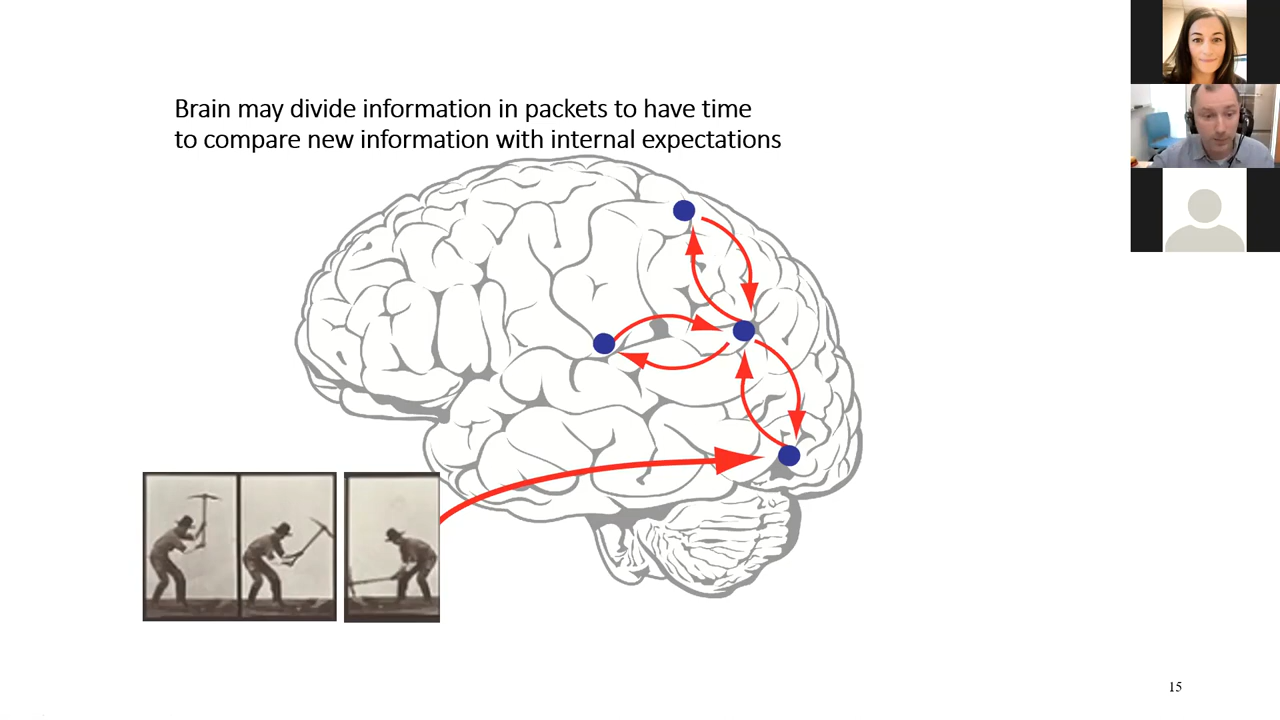 Brain may divide information in packets to have time
to compare new information with internal expectations
15